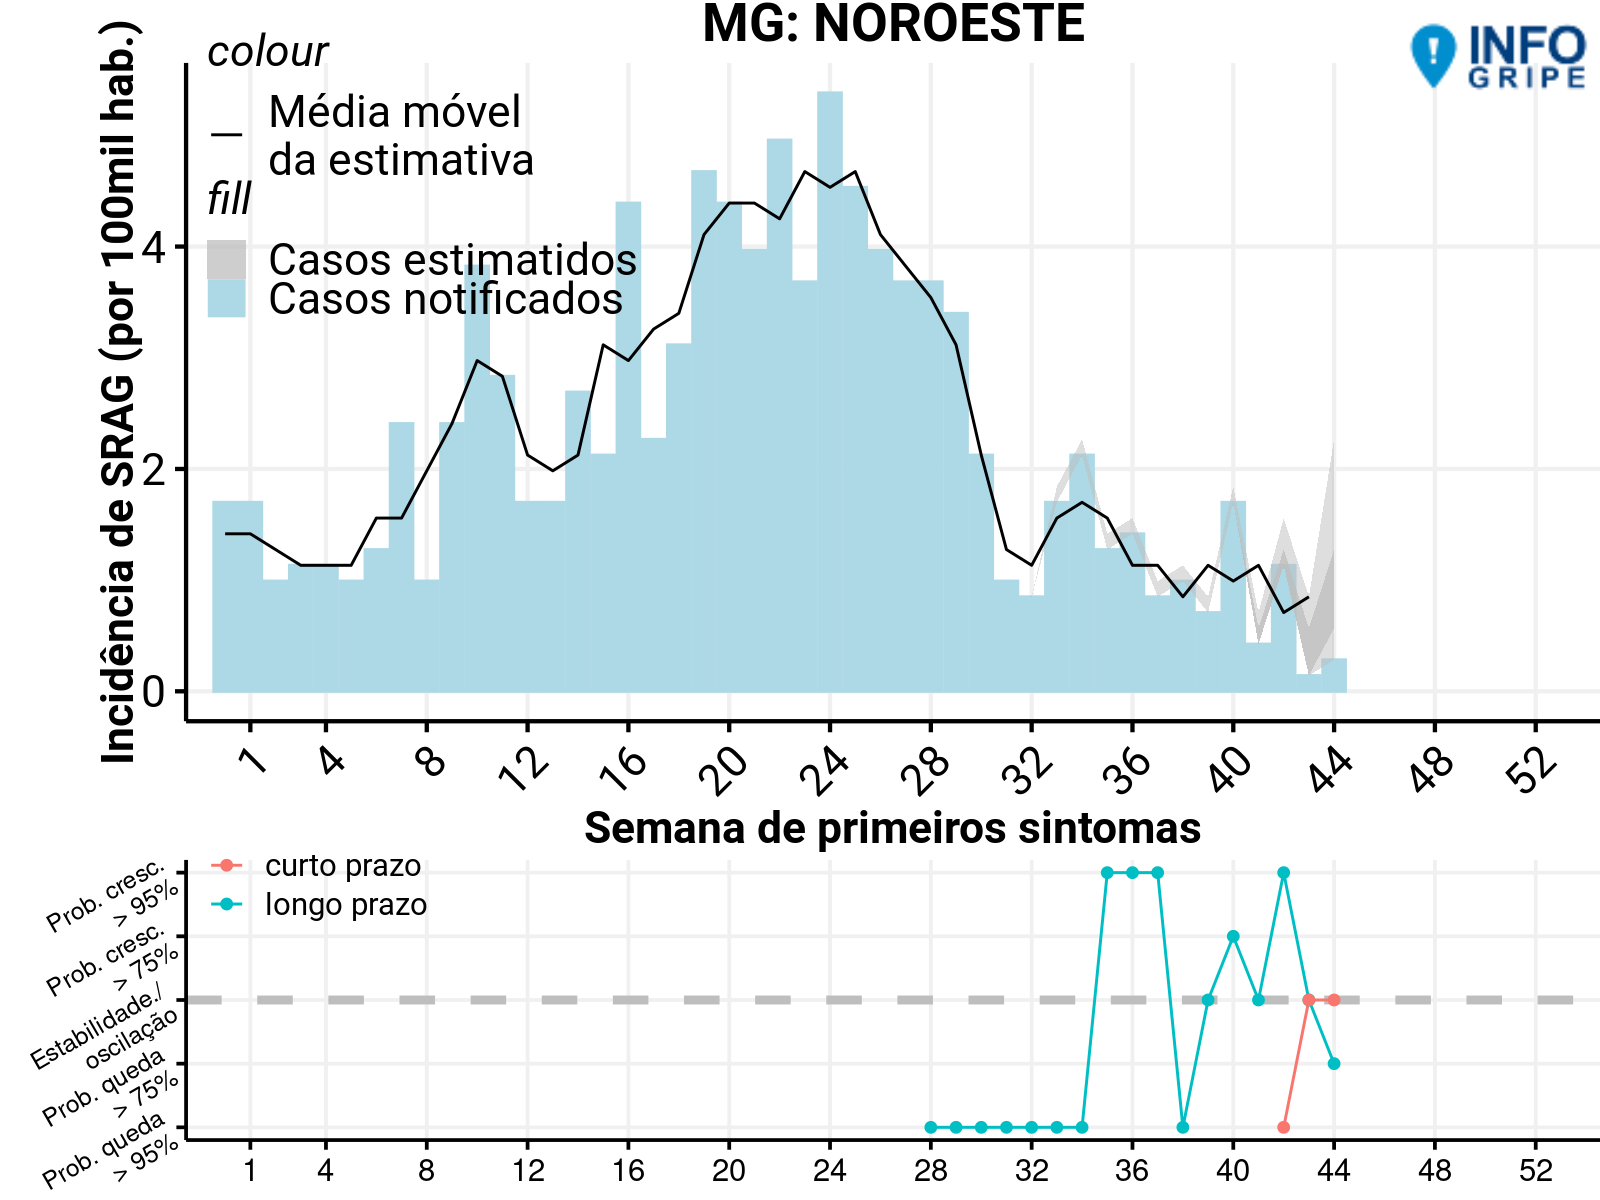 MG: NOROESTE
INFO
GRIPE
colour
Média móvel
da estimativa
fill
Casos estimatidos
Casos notificados
Incidência de SRAG (por 100mil hab.)
4
2
0
1 4 8 12 16 20 24 28 32 36 40 44 48 52
Semana de primeiros sintomas
curto prazo
longo prazo
Prob. cresc.
> 95%
Prob. cresc.
> 75%
Estabilidade./
oscilação
Prob. queda
> 75%
Prob. queda
> 95%
1 4 8 12 16 20 24 28 32 36 40 44 48 52